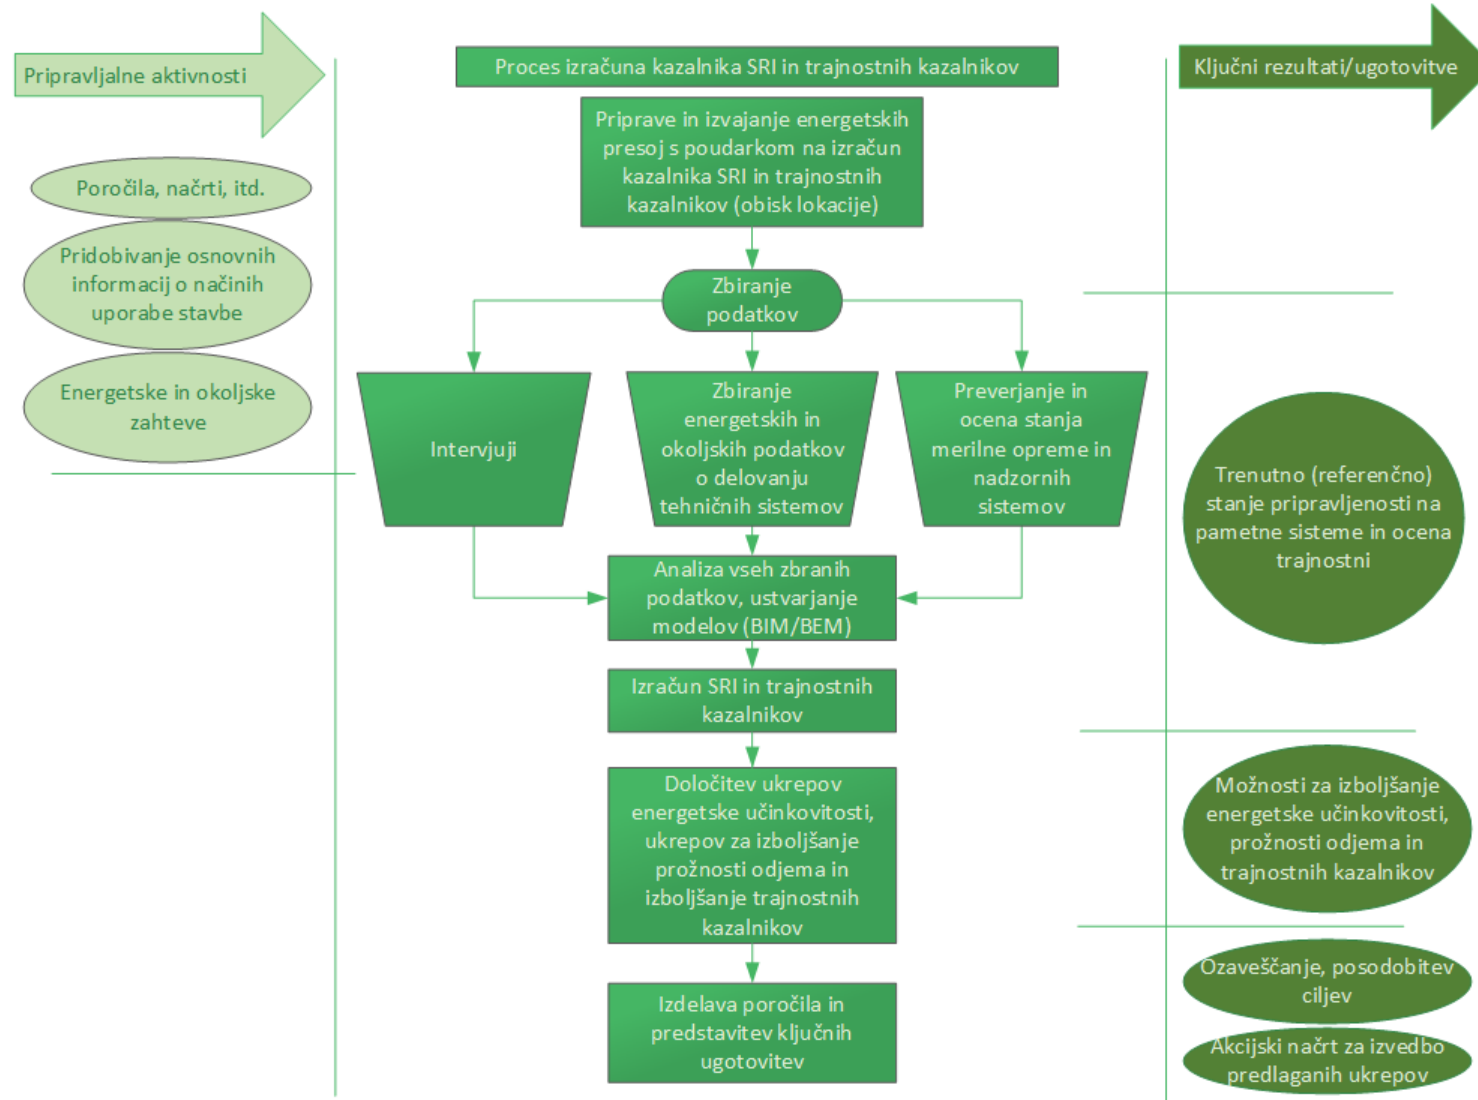 Pripravljalne aktivnosti
Poročila, načrti, itd.
Pridobivanje osnovnih
informacij o načinih
uporabe stavbe
Energetske in okoljske
zahteve
Proces izračuna kazalnika SRI in trajnostnih kazalnikov
Priprave in izvajanje energetskih
presoj s poudarkom na izračun
kazalnika SRI in trajnostnih
kazalnikov (obisk lokacije)
Zbiranje
podatkov
Intervjuji
Zbiranje
energetskih in
okoljskih podatkov
o delovanju
tehničnih sistemov
Preverjanje in
ocena stanja
merilne opreme in
nadzornih
sistemov
Analiza vseh zbranih
podatkov, ustvarjanje
modelov (BIM/BEM)
Izračun SRI in trajnostnih
kazalnikov
Določitev ukrepov
energetske učinkovitosti,
ukrepov za izboljšanje
prožnosti odjema in
izboljšanje trajnostnih
kazalnikov
Izdelava poročila in
predstavitev ključnih
ugotovitev
Ključni rezultati/ugotovitve
Trenutno (referenčno)
stanje pripravljenosti na
pametne sisteme in ocena
trajnostni
Možnosti za izboljšanje
energetske učinkovitosti,
prožnosti odjema in
trajnostnih kazalnikov
Ozaveščanje, posodobitev
ciljev
Akcijski načrt za izvedbo
predlaganih ukrepov